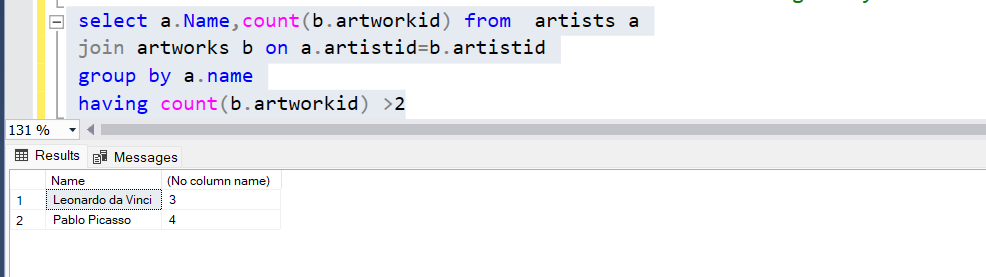 select a.Name,count(b.artworkid) from  artists a
join artworks b on a.artistid=b.artistid
group by a.name
having count(b.artworkid) >2
131 %
Results Messages
Name (No column name)
1 Leonardo da Vinci 3
2 Pablo Picasso 4